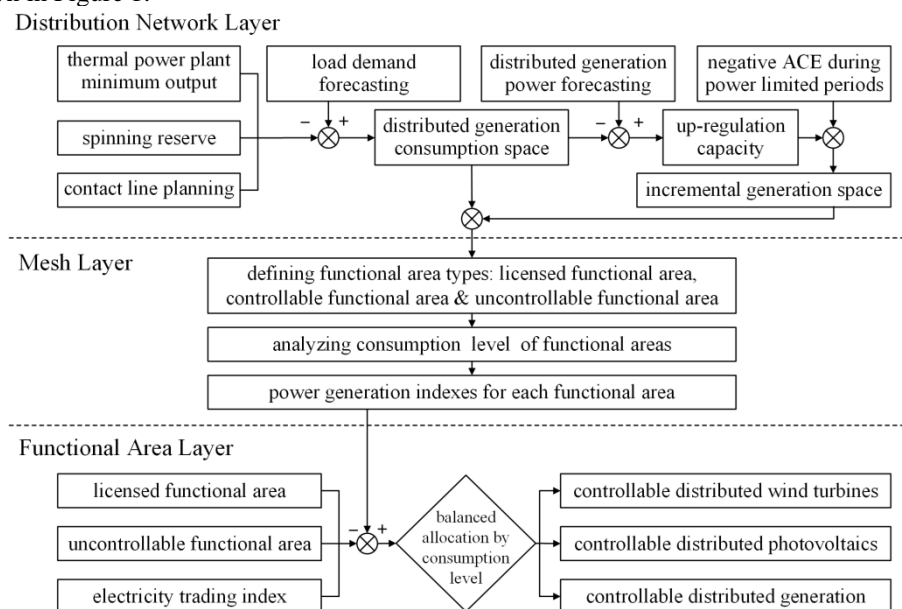 Distribution Network Layer
thermal power plant
minimum output
load demand
forecasting
distributed generation
power forecasting
negative ACE during
power limited periods
spinning reserve
− +
distributed generation
consumption space
− +
up-regulation
capacity
contact line planning
incremental generation space
Mesh Layer
defining functional area types: licensed functional area,
controllable functional area & uncontrollable functional area
analyzing consumption level of functional areas
power generation indexes for each functional area
Functional Area Layer
licensed functional area
uncontrollable functional area
electricity trading index
− +
balanced
allocation by
consumption
level
controllable distributed wind turbines
controllable distributed photovoltaics
controllable distributed generation